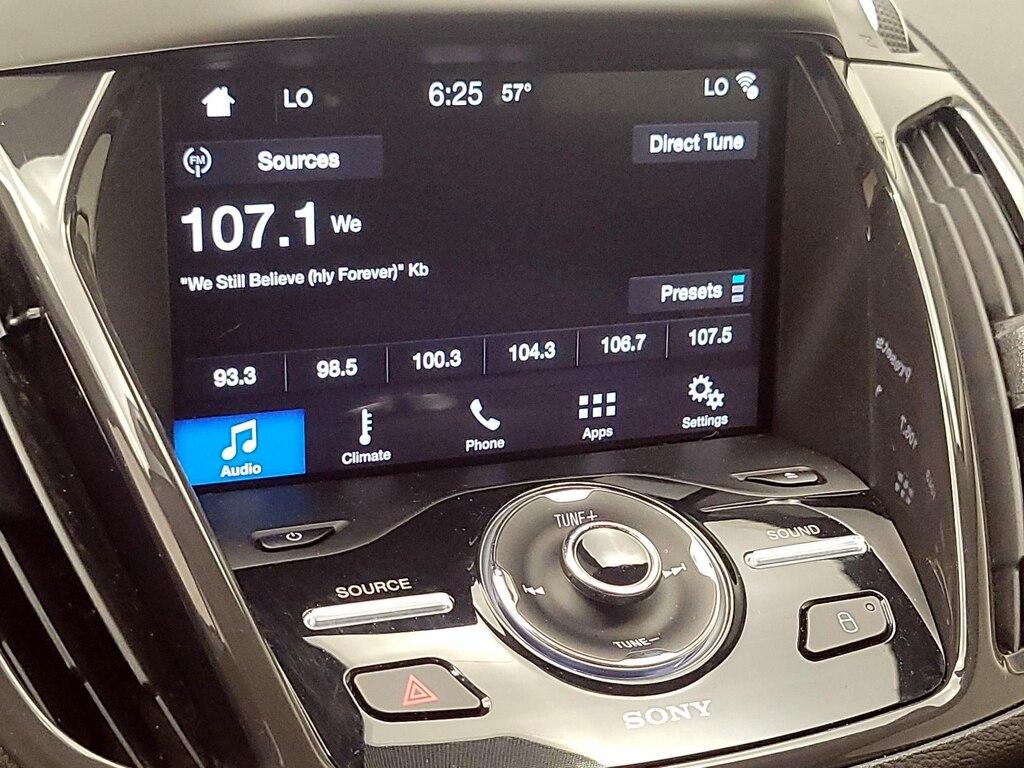 LO 6:25 57° LO
FM Sources Direct Tune
107.1 We
"We Still Believe (hly Forever)" Kb
Presets
93.3 98.5 100.3 104.3 106.7 107.5
Audio Climate Phone Apps Settings
TUNE+
SOURCE SOUND
TUNE−
SONY